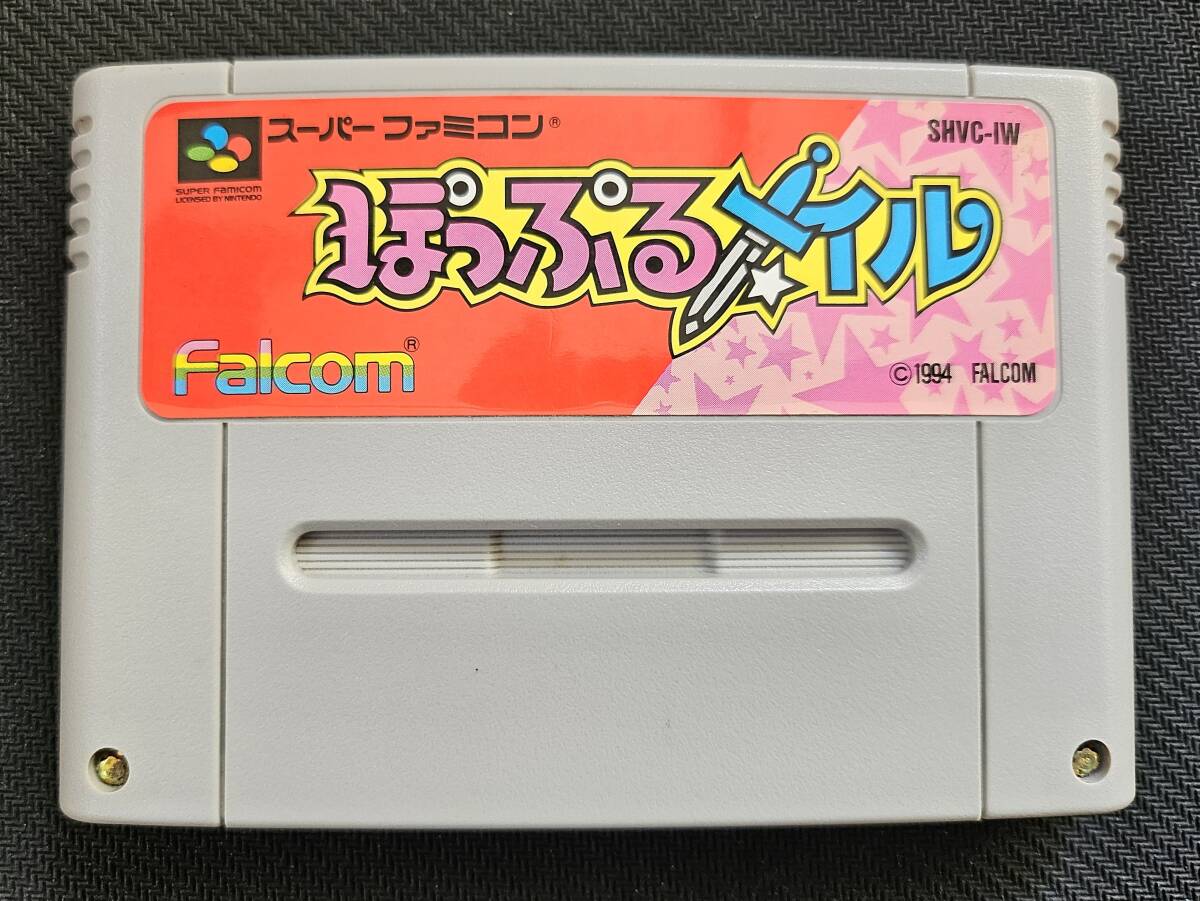 スーパーファミコン®
SHVC-IW
SUPER FAMICOM
LICENSED BY NINTENDO
ぽっぷるメイル
Falcom®
©1994 FALCOM